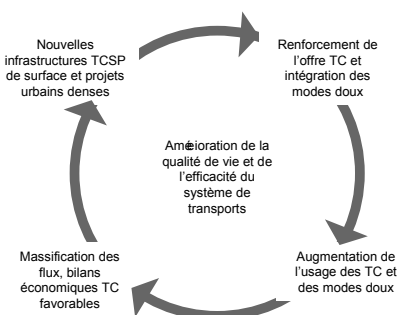 Nouvelles
infrastructures TCSP
de surface et projets
urbains denses
Renforcement de
l'offre TC et
intégration des
modes doux
Amélioration de la
qualité de vie et de
l'efficacité du
système de
transports
Massification des
flux, bilans
économiques TC
favorables
Augmentation de
l'usage des TC et
des modes doux